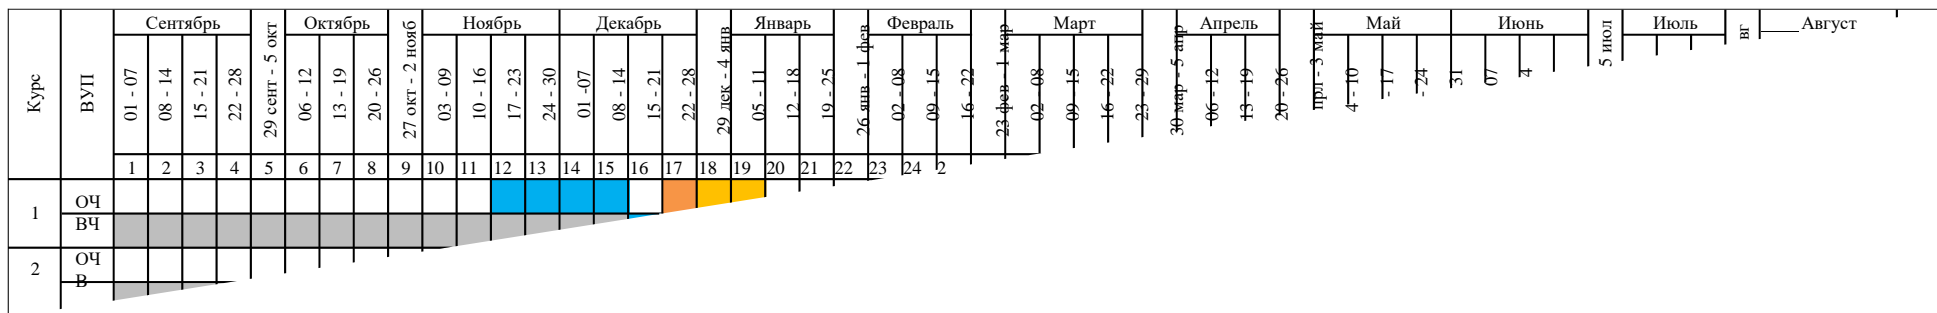 Курс ВУП Сентябрь 29 сент - 5 окт Октябрь 27 окт - 2 нояб Ноябрь Декабрь 29 дек - 4 янв Январь 26 янв - 1 фев Февраль 23 фев - 1 мар Март 30 мар - 5 апр Апрель прл - 3 май Май Июнь 5 июл Июль вг Август
01 - 07 08 - 14 15 - 21 22 - 28 06 - 12 13 - 19 20 - 26 03 - 09 10 - 16 17 - 23 24 - 30 01 -07 08 - 14 15 - 21 22 - 28 05 - 11 12 - 18 19 - 25 02 - 08 09 - 15 16 - 22 02 - 08 09 - 15 16 - 22 23 - 29 06 - 12 13 - 19 20 - 26 4 - 10 - 17 - 24 31 07 4
1 2 3 4 5 6 7 8 9 10 11 12 13 14 15 16 17 18 19 20 21 22 23 24 2
1 ОЧ
ВЧ
2 ОЧ
В